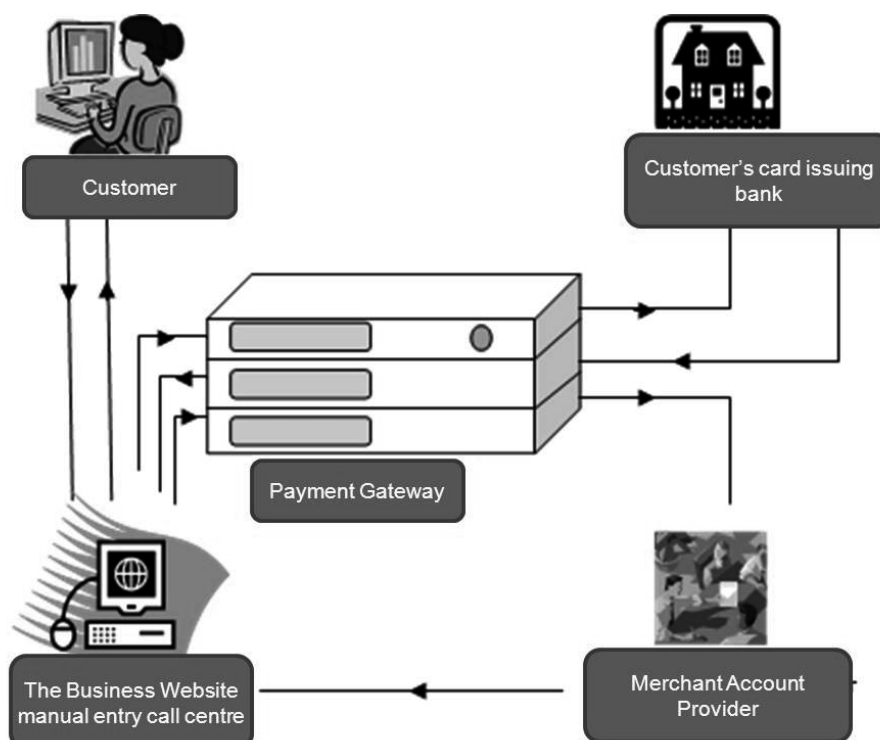 Customer
Customer's card issuing
bank
Payment Gateway
The Business Website
manual entry call centre
Merchant Account
Provider